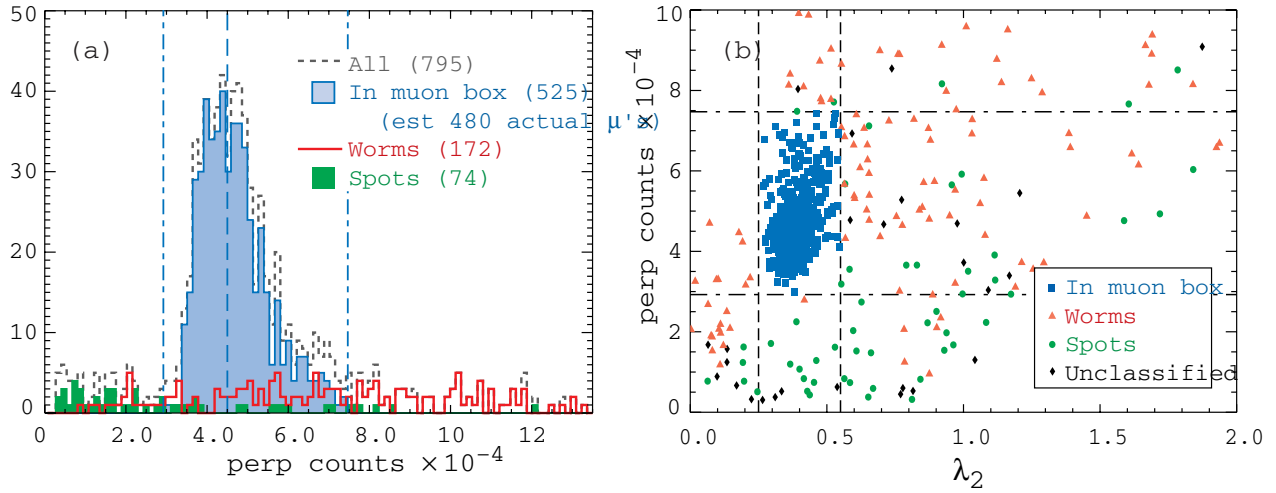 50
40
30
20
10
0
(a)
All (795)
In muon box (525)
(est 480 actual μ's)
Worms (172)
Spots (74)
0 2.0 4.0 6.0 8.0 10 12
perp counts ×10⁻⁴
10
8
6
4
2
0
perp counts ×10⁻⁴
(b)
In muon box
Worms
Spots
Unclassified
0.0 0.5 1.0 1.5 2.0
λ₂